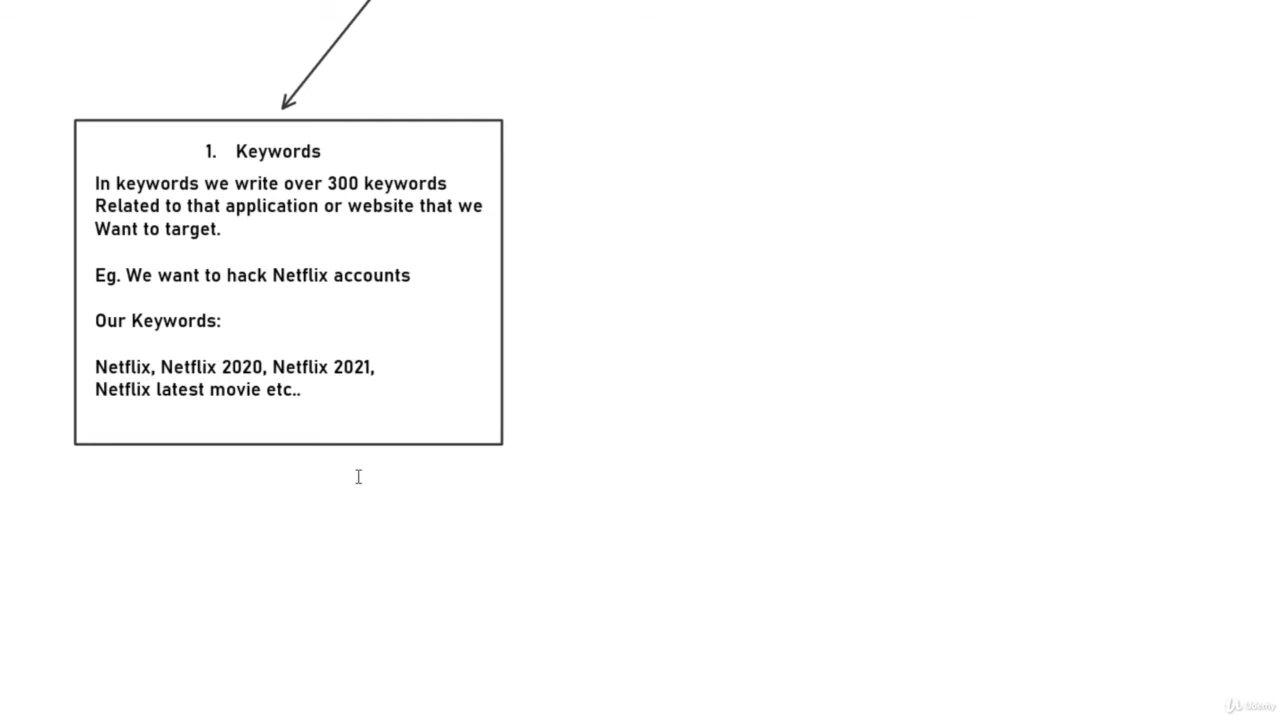 1. Keywords
In keywords we write over 300 keywords
Related to that application or website that we
Want to target.
Eg. We want to hack Netflix accounts
Our Keywords:
Netflix, Netflix 2020, Netflix 2021,
Netflix latest movie etc..
Udemy